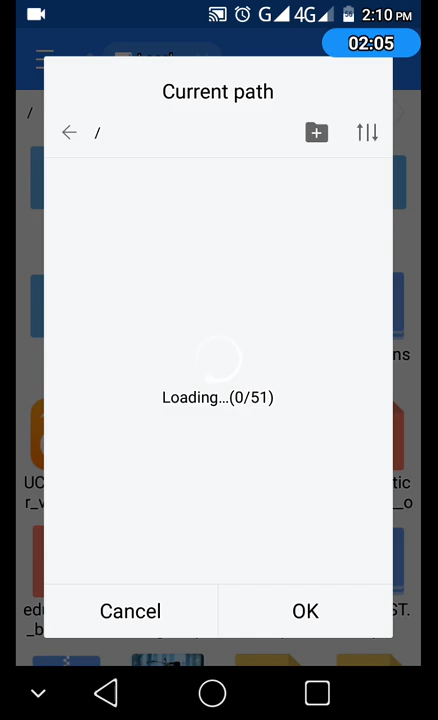 G 4G 56 2:10 PM
02:05
Current path
/
← /
Loading...(0/51)
ns
UC tic
r_v _o
edu ST.
_b
Cancel OK